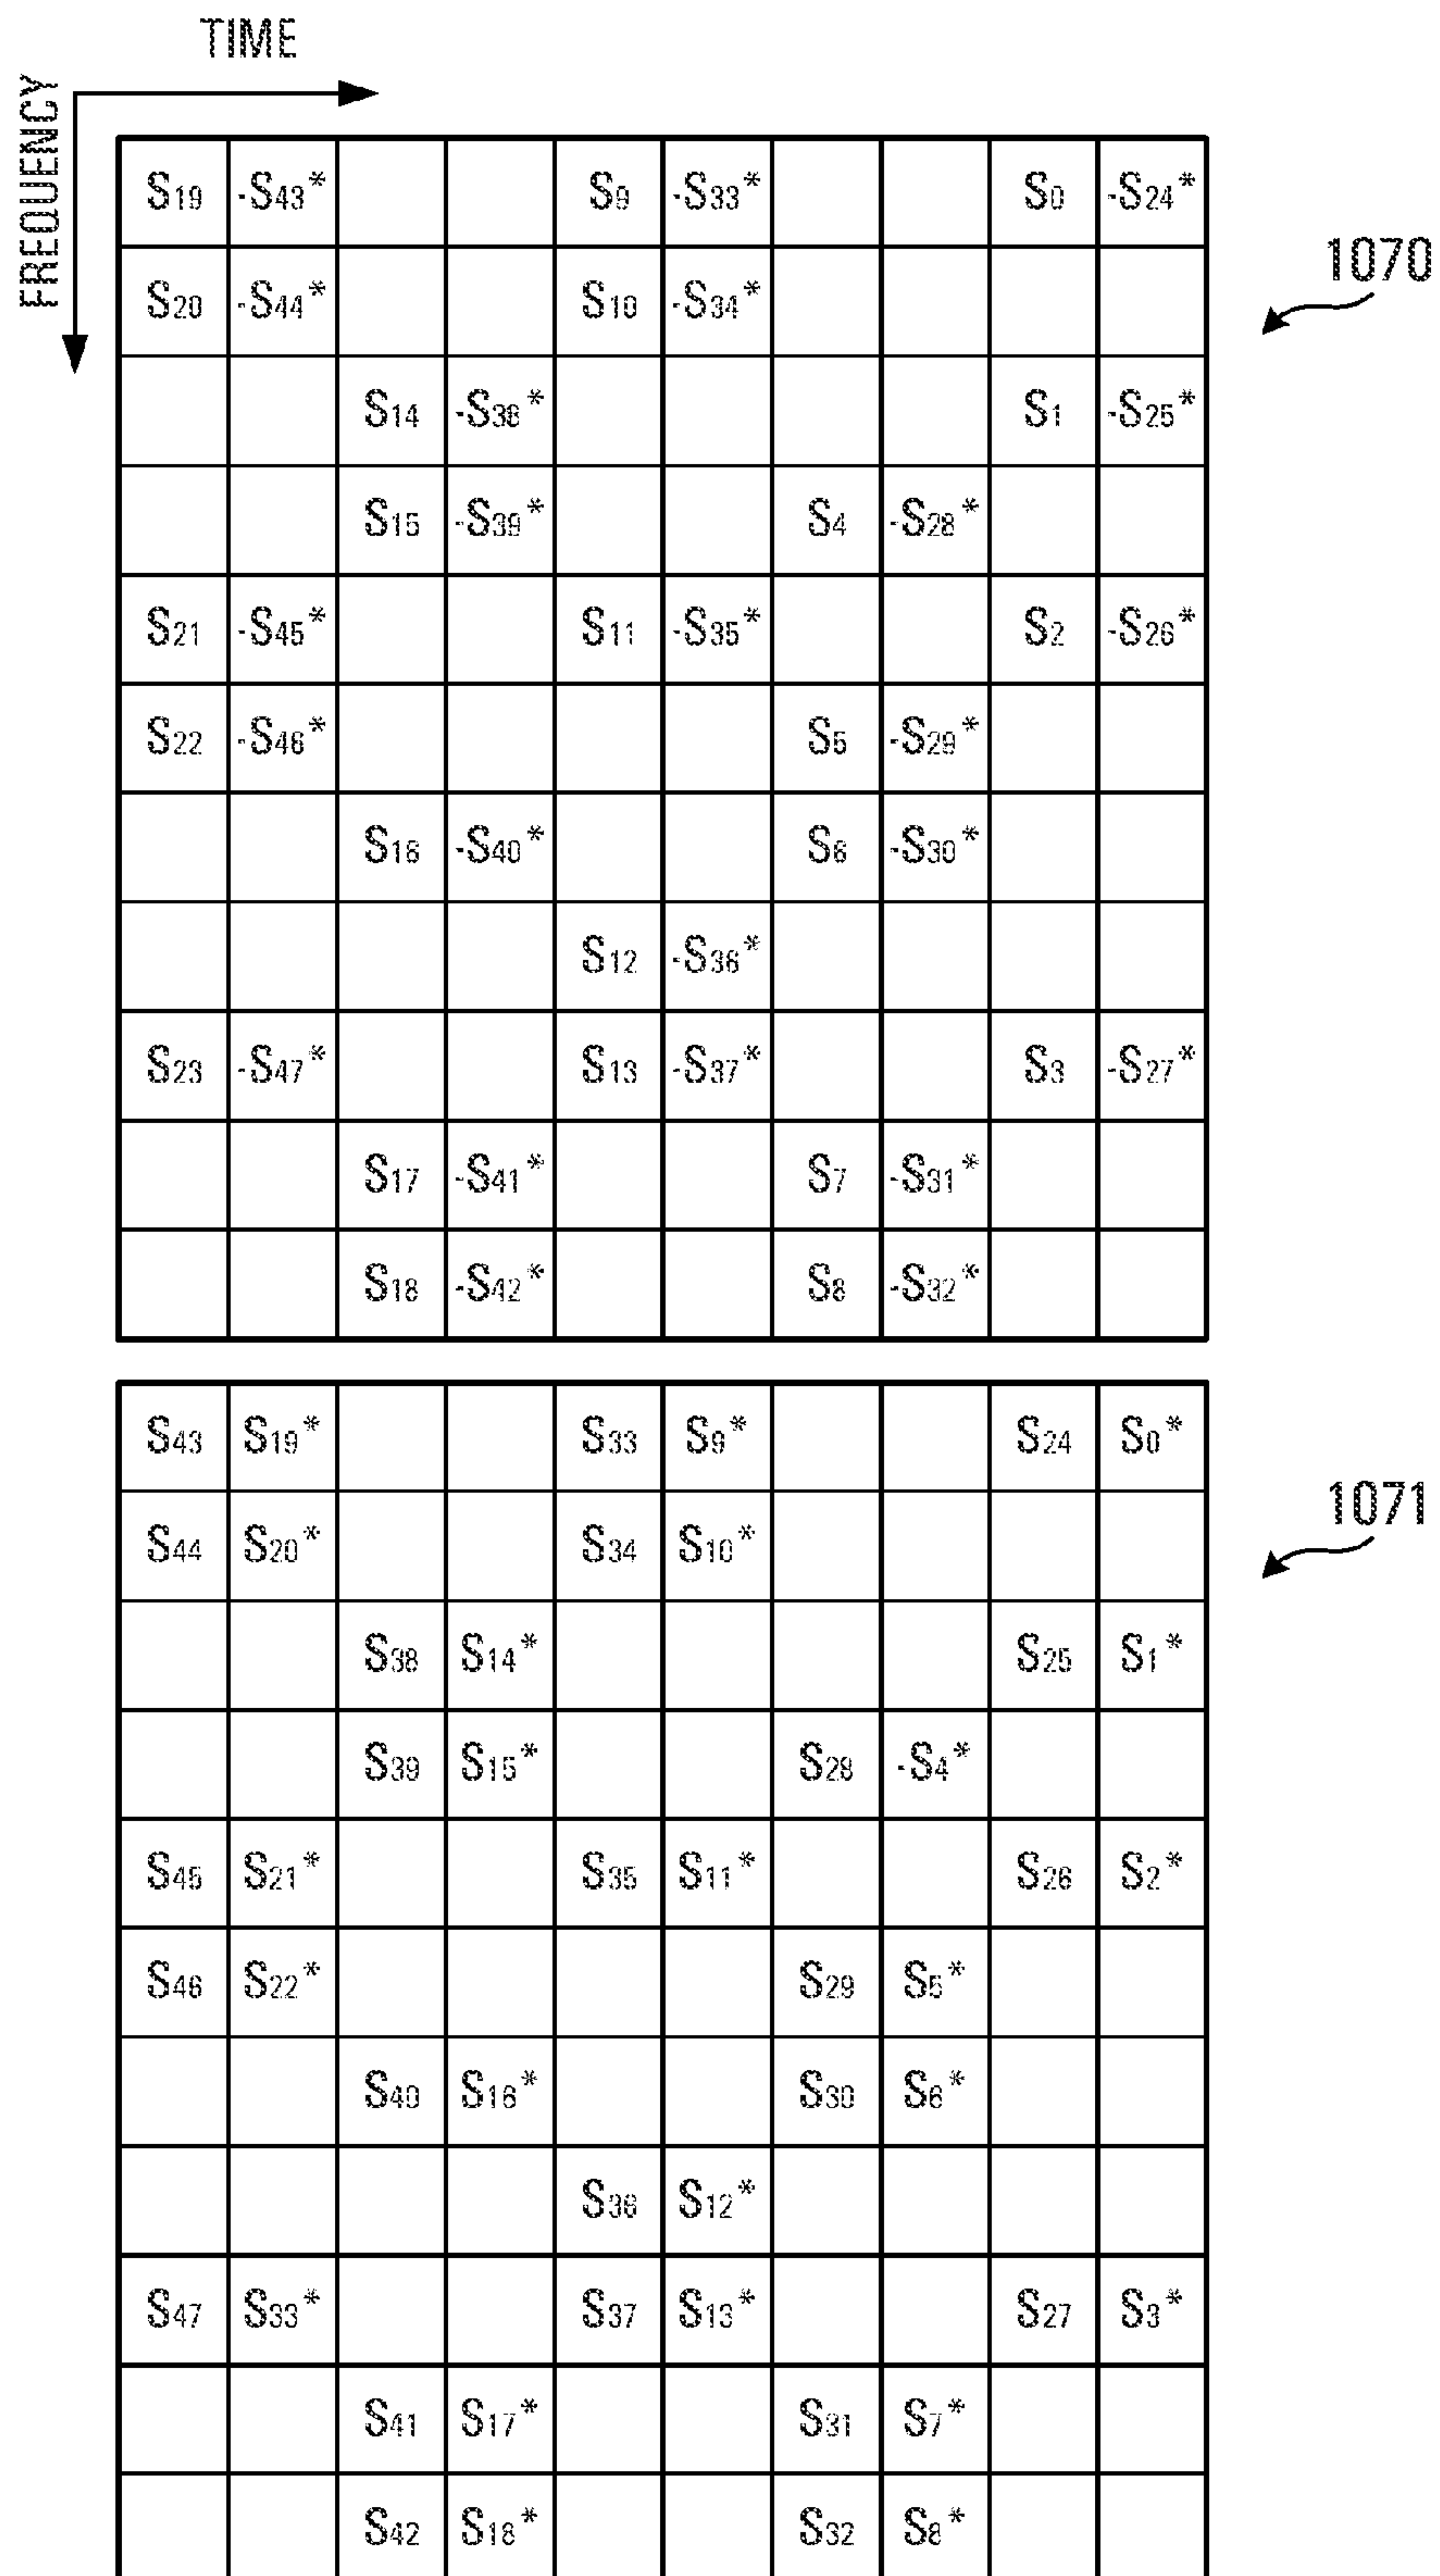 TIME
FREQUENCY
S19 -S43* S9 -S33* S0 -S24*
1070
S20 -S44* S10 -S34*
S14 -S38* S1 -S25*
S15 -S39* S4 -S28*
S21 -S45* S11 -S35* S2 -S26*
S22 -S46* S5 -S29*
S16 -S40* S6 -S30*
S12 -S36*
S23 -S47* S13 -S37* S3 -S27*
S17 -S41* S7 -S31*
S18 -S42* S8 -S32*
S43 S19* S33 S9* S24 S0*
1071
S44 S20* S34 S10*
S38 S14* S25 S1*
S39 S15* S28 -S4*
S45 S21* S35 S11* S26 S2*
S46 S22* S29 S5*
S40 S16* S30 S6*
S36 S12*
S47 S33* S37 S13* S27 S3*
S41 S17* S31 S7*
S42 S18* S32 S8*